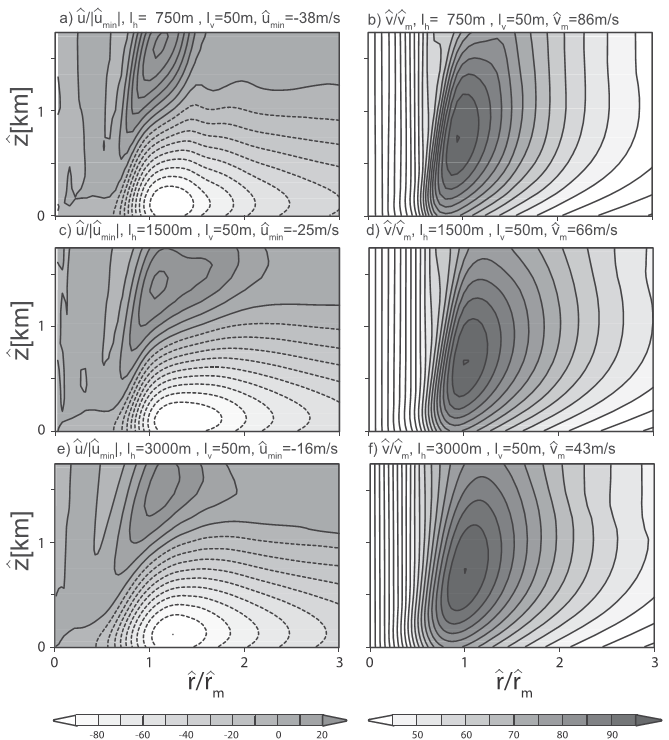 a) û/|û_min|, l_h= 750m , l_v=50m, û_min=-38m/s
b) v̂/v̂_m, l_h= 750m , l_v=50m, v̂_m=86m/s
ẑ[km]
1
0
c) û/|û_min|, l_h=1500m , l_v=50m, û_min=-25m/s
d) v̂/v̂_m, l_h=1500m , l_v=50m, v̂_m=66m/s
ẑ[km]
1
0
e) û/|û_min|, l_h=3000m , l_v=50m, û_min=-16m/s
f) v̂/v̂_m, l_h=3000m , l_v=50m, v̂_m=43m/s
ẑ[km]
1
0
0 1 2 3
0 1 2 3
r̂/r̂_m
r̂/r̂_m
-80 -60 -40 -20 0 20
50 60 70 80 90